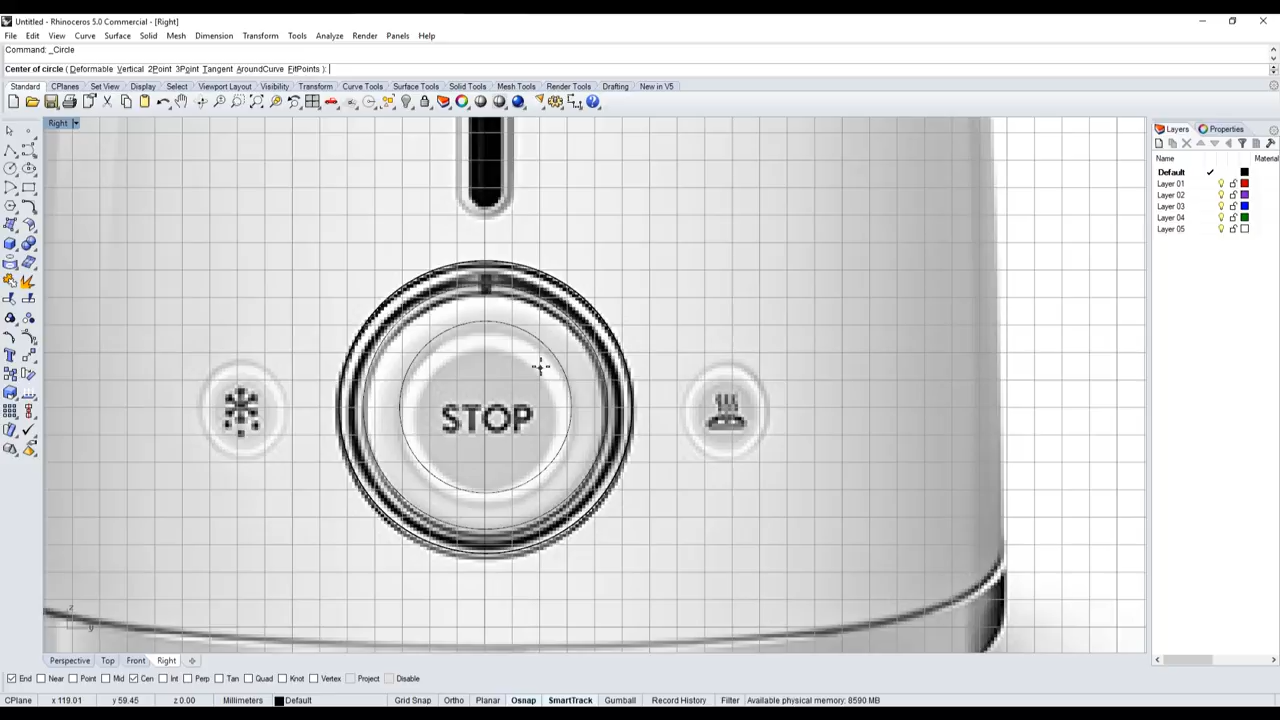 Untitled - Rhinoceros 5.0 Commercial - [Right]
File Edit View Curve Surface Solid Mesh Dimension Transform Tools Analyze Render Panels Help
Command: _Circle
Center of circle ( Deformable Vertical 2Point 3Point Tangent AroundCurve FitPoints ):
Standard CPlanes Set View Display Select Viewport Layout Visibility Transform Curve Tools Surface Tools Solid Tools Mesh Tools Render Tools Drafting New in V5
Right
Layers Properties
Name Material
Default
Layer 01
Layer 02
Layer 03
Layer 04
Layer 05
STOP
z
y
Perspective Top Front Right
End Near Point Mid Cen Int Perp Tan Quad Knot Vertex Project Disable
CPlane x 119.01 y 59.45 z 0.00 Millimeters Default Grid Snap Ortho Planar Osnap SmartTrack Gumball Record History Filter Available physical memory: 8590 MB